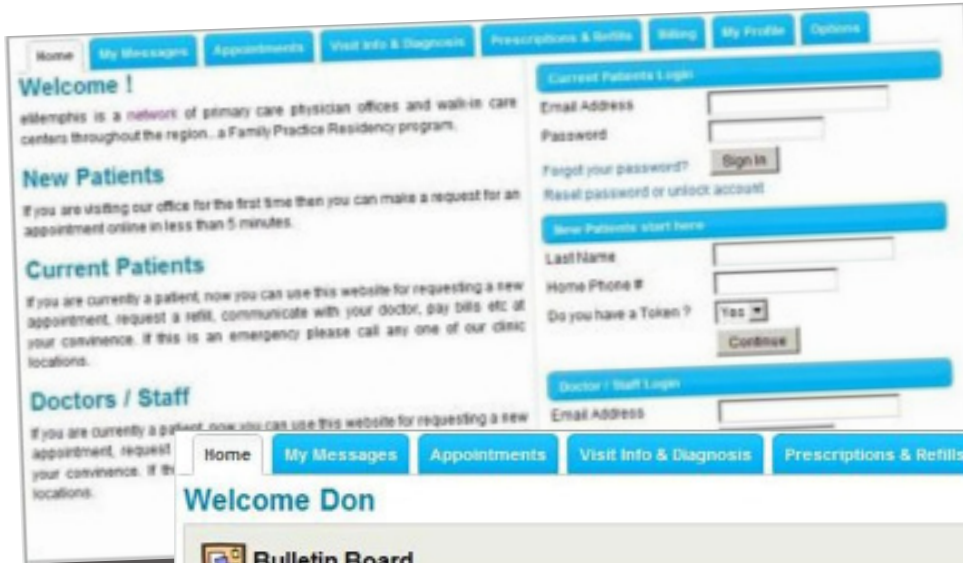 Home My Messages Appointments Visit Info & Diagnosis Prescriptions & Refills Billing My Profile Options
Welcome !
elitemphis is a network of primary care physician offices and walk-in care
centers throughout the region.. a Family Practice Residency program.
New Patients
If you are visiting our office for the first time then you can make a request for an
appointment online in less than 5 minutes.
Current Patients
If you are currently a patient, now you can use this website for requesting a new
appointment, request a refill, communicate with your doctor, pay bills etc at
your convinence. If this is an emergency please call any one of our clinic
locations.
Doctors / Staff
If you are currently a patient, now you can use this website for requesting a new
appointment, request
your convinence. If th
locations.
Current Patients Login
Email Address
Password
Sign In
Forgot your password?
Reset password or unlock account
New Patients start here
Last Name
Home Phone #
Do you have a Token ? Yes
Continue
Doctor / Staff Login
Email Address
Home My Messages Appointments Visit Info & Diagnosis Prescriptions & Refills
Welcome Don
Bulletin Board